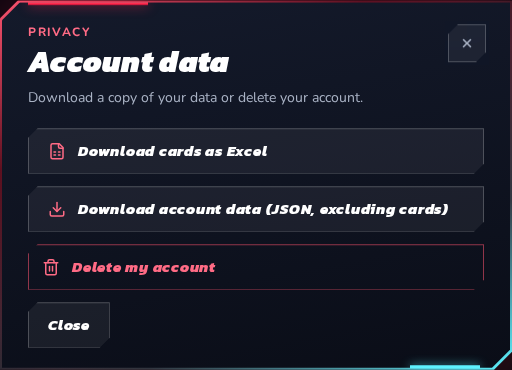 PRIVACY
Account data
Download a copy of your data or delete your account.
Download cards as Excel
Download account data (JSON, excluding cards)
Delete my account
Close